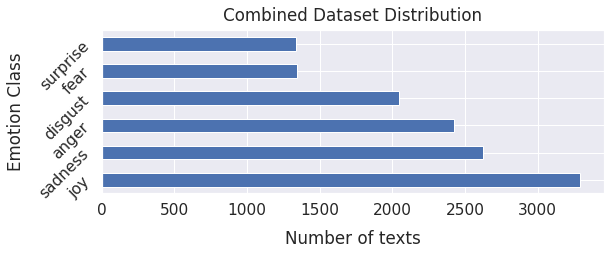 Combined Dataset Distribution
Emotion Class
surprise
fear
disgust
anger
sadness
joy
0 500 1000 1500 2000 2500 3000
Number of texts